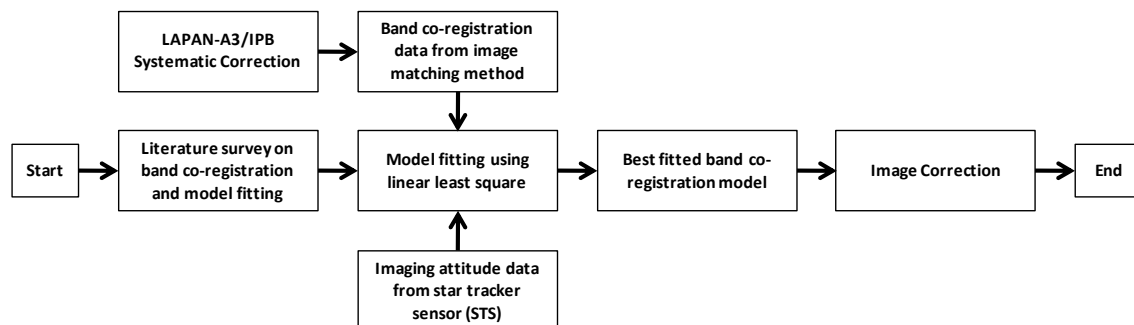 LAPAN-A3/IPB
Systematic Correction
Band co-registration
data from image
matching method
Start
Literature survey on
band co-registration
and model fitting
Model fitting using
linear least square
Best fitted band co-
registration model
Image Correction
End
Imaging attitude data
from star tracker
sensor (STS)